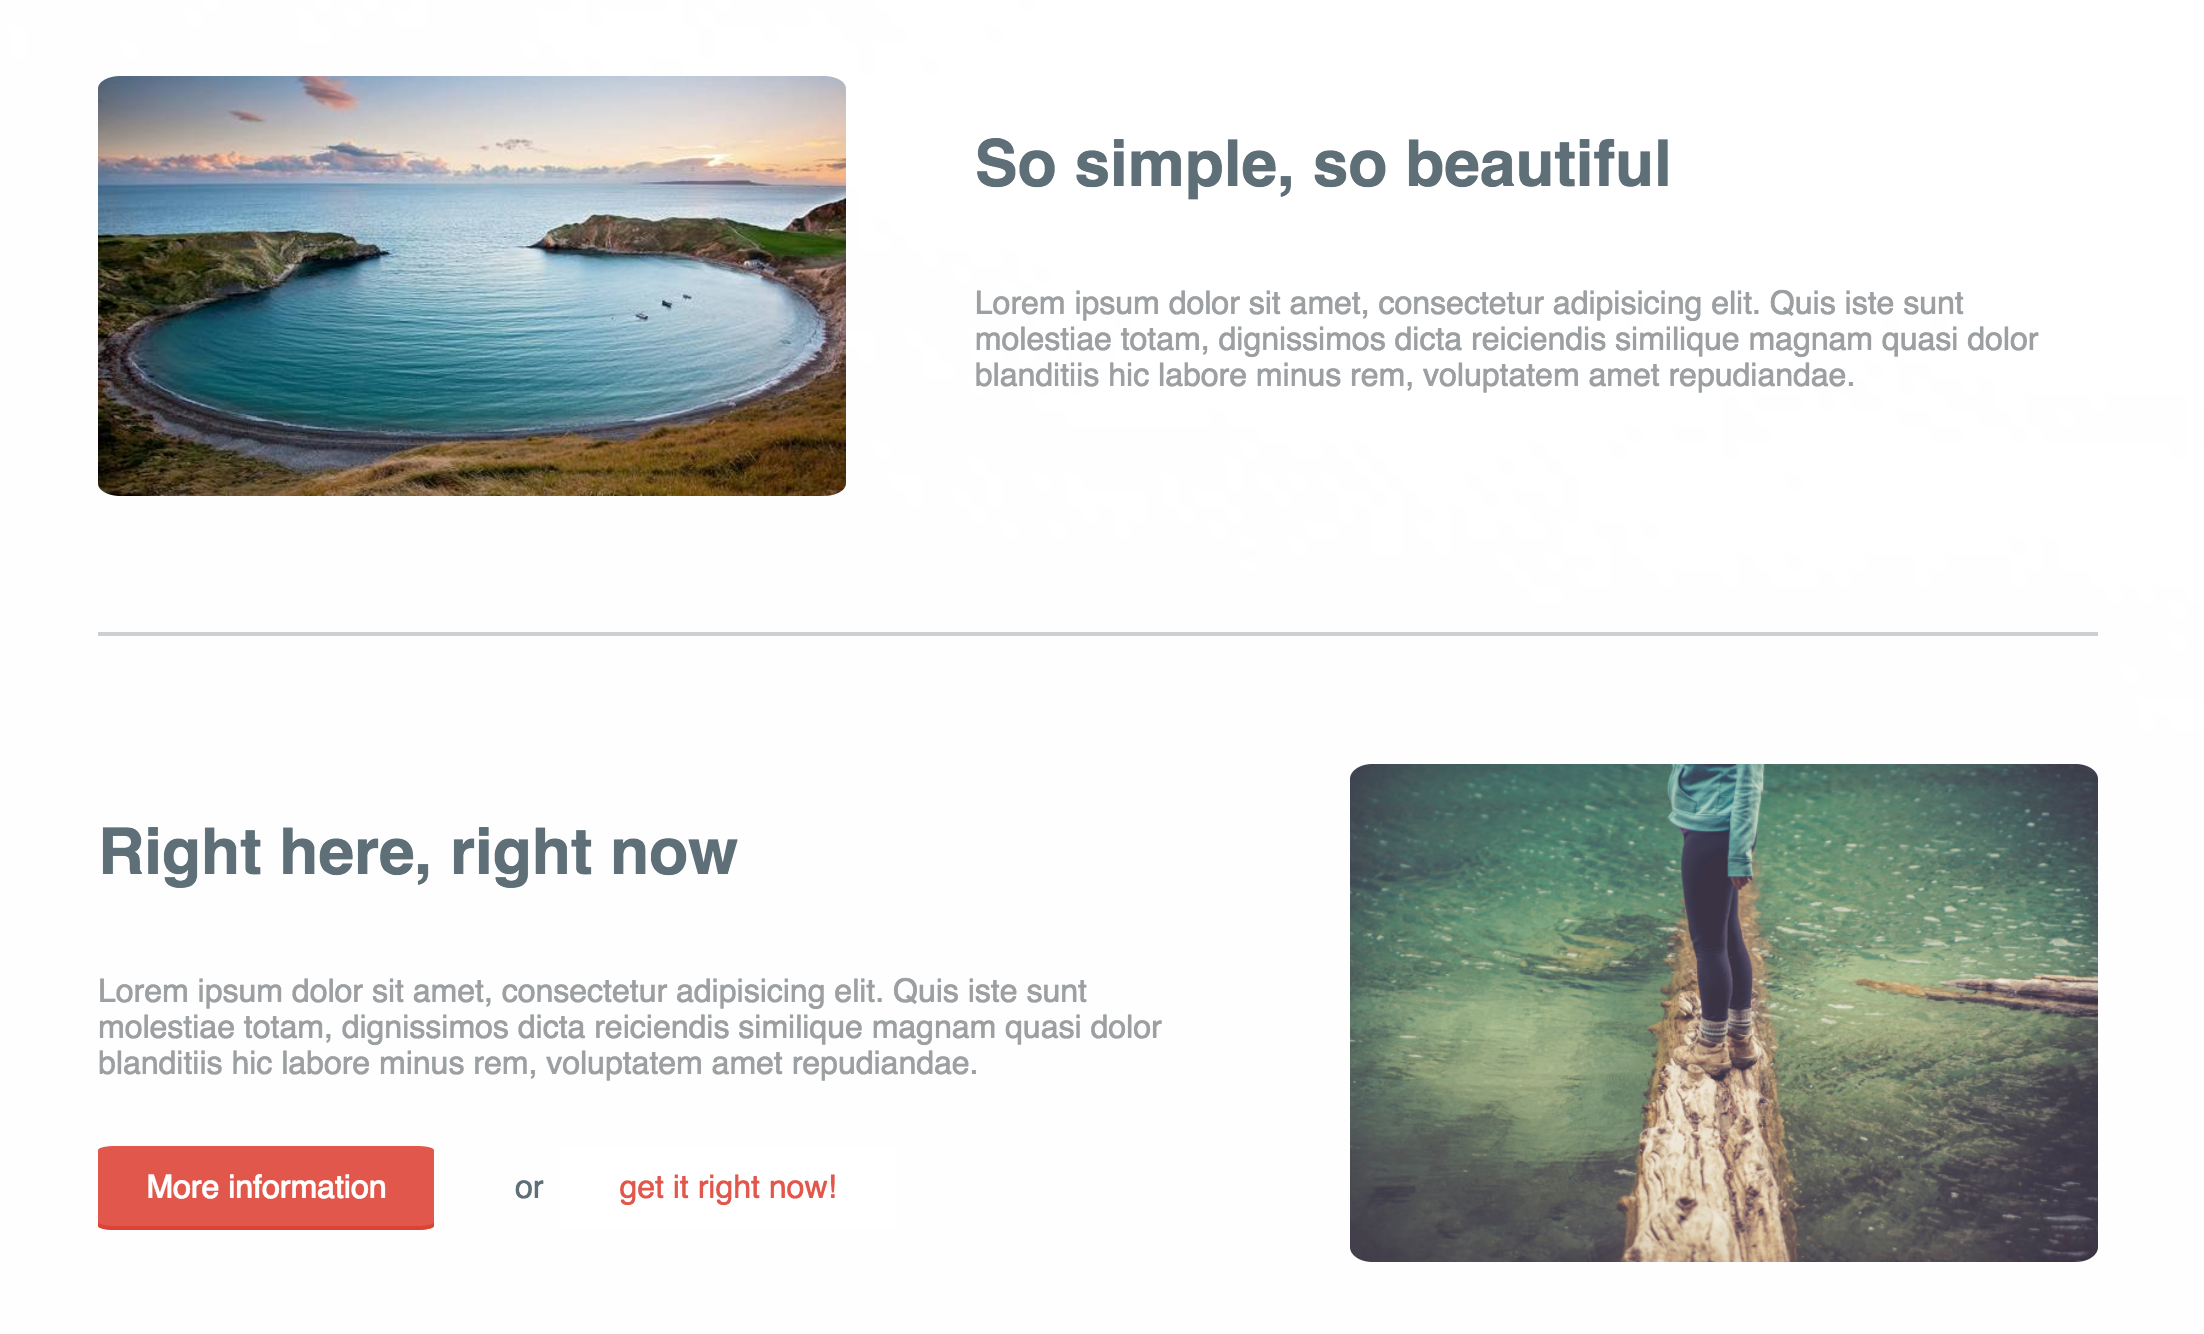 So simple, so beautiful
Lorem ipsum dolor sit amet, consectetur adipisicing elit. Quis iste sunt
molestiae totam, dignissimos dicta reiciendis similique magnam quasi dolor
blanditiis hic labore minus rem, voluptatem amet repudiandae.
Right here, right now
Lorem ipsum dolor sit amet, consectetur adipisicing elit. Quis iste sunt
molestiae totam, dignissimos dicta reiciendis similique magnam quasi dolor
blanditiis hic labore minus rem, voluptatem amet repudiandae.
More information or get it right now!